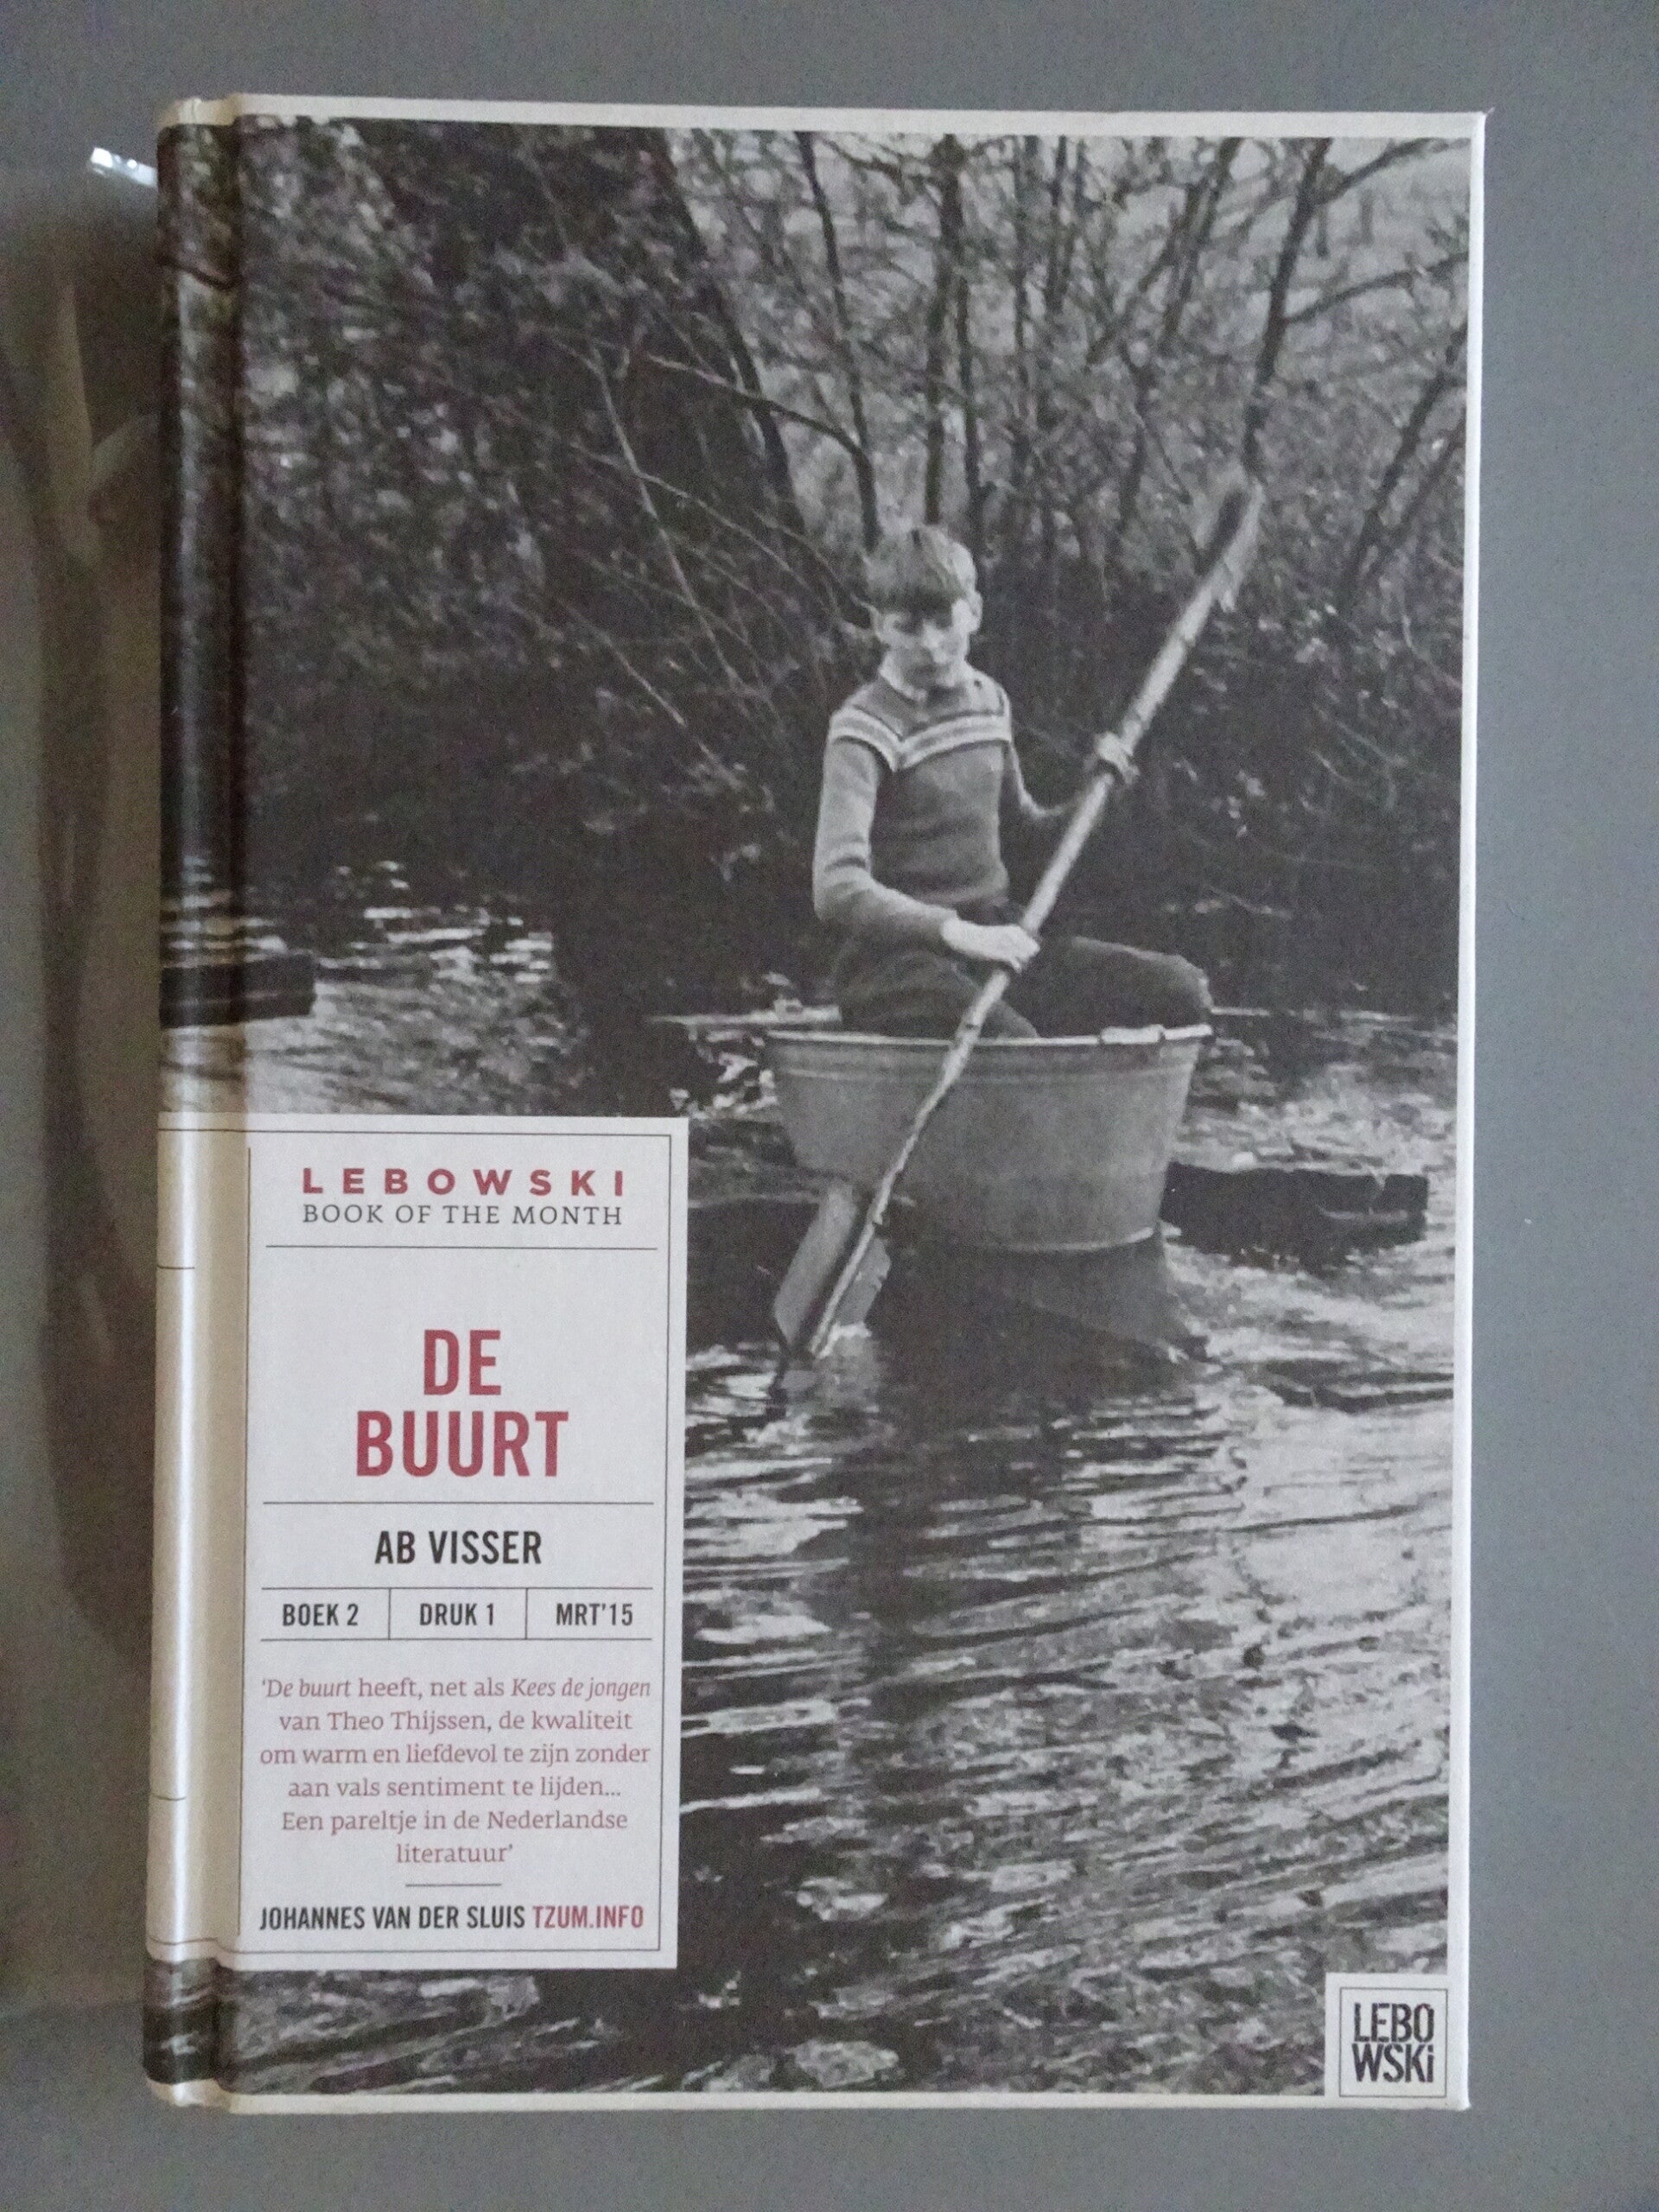 LEBOWSKI
BOOK OF THE MONTH
DE
BUURT
AB VISSER
BOEK 2 DRUK 1 MRT'15
'De buurt heeft, net als Kees de jongen
van Theo Thijssen, de kwaliteit
om warm en liefdevol te zijn zonder
aan vals sentiment te lijden...
Een pareltje in de Nederlandse
literatuur'
JOHANNES VAN DER SLUIS TZUM.INFO
LEBO
WSKi